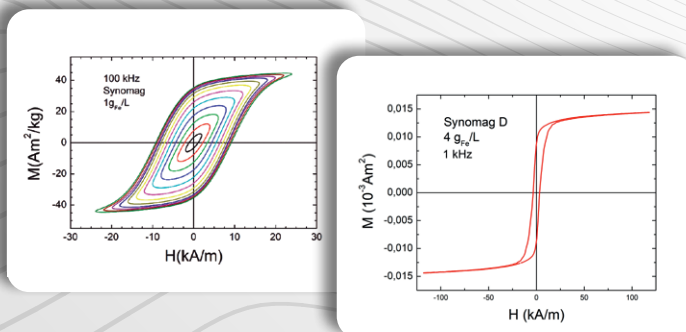 100 kHz
Synomag
1gFe/L
M(Am²/kg)
40
20
0
-20
-40
-30
-20
-10
0
10
20
30
H(kA/m)
Synomag D
4 gFe/L
1 kHz
M (10⁻³Am²)
0,015
0,010
0,005
0,000
-0,005
-0,010
-0,015
-100
-50
0
50
100
H (kA/m)